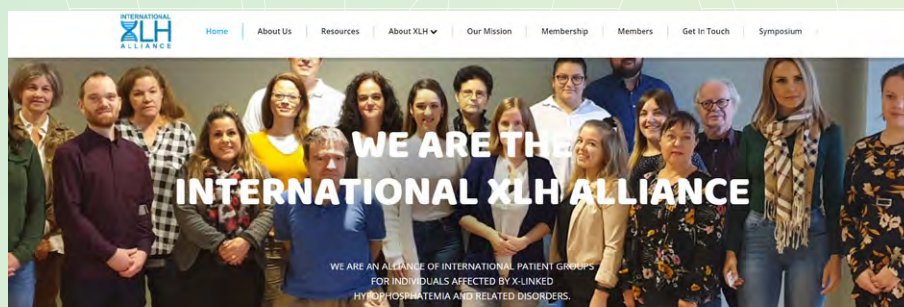 INTERNATIONAL
XLH
ALLIANCE
Home About Us Resources About XLH Our Mission Membership Members Get In Touch Symposium
WE ARE THE
INTERNATIONAL XLH ALLIANCE
WE ARE AN ALLIANCE OF INTERNATIONAL PATIENT GROUPS
FOR INDIVIDUALS AFFECTED BY X-LINKED
HYPOPHOSPHATEMIA AND RELATED DISORDERS.